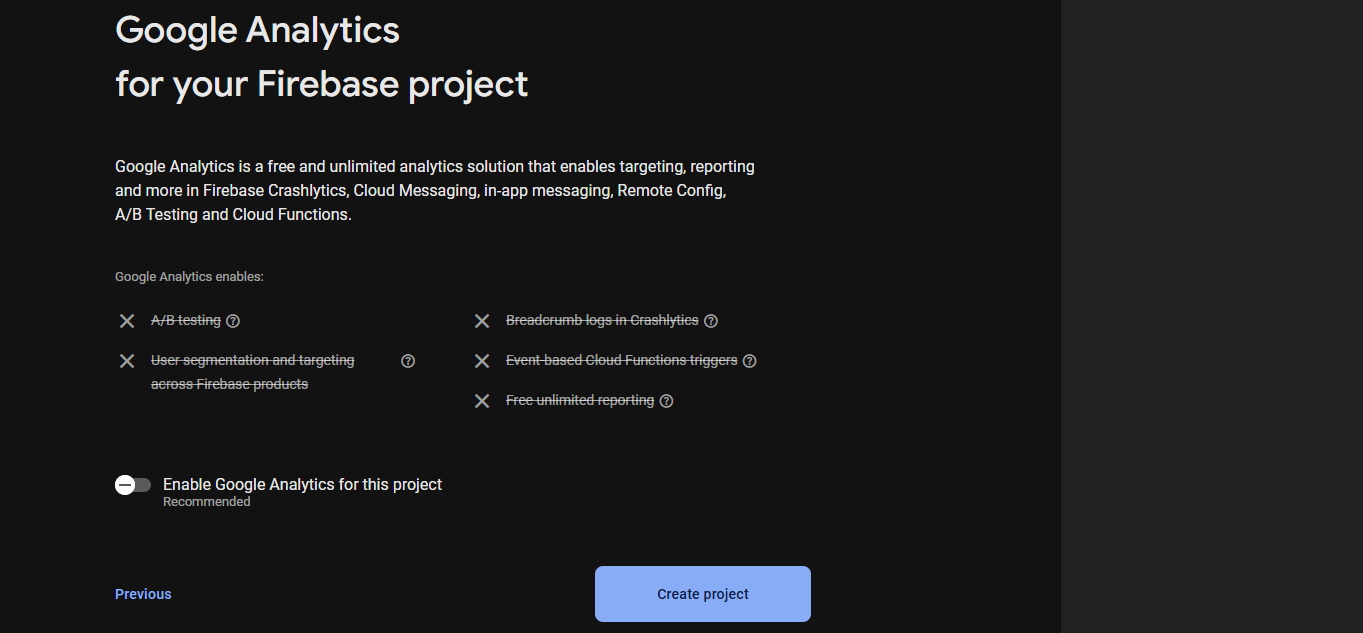 Google Analytics
for your Firebase project
Google Analytics is a free and unlimited analytics solution that enables targeting, reporting
and more in Firebase Crashlytics, Cloud Messaging, in-app messaging, Remote Config,
A/B Testing and Cloud Functions.
Google Analytics enables:
A/B testing
User segmentation and targeting
across Firebase products
Breadcrumb logs in Crashlytics
Event-based Cloud Functions triggers
Free unlimited reporting
Enable Google Analytics for this project
Recommended
Previous
Create project